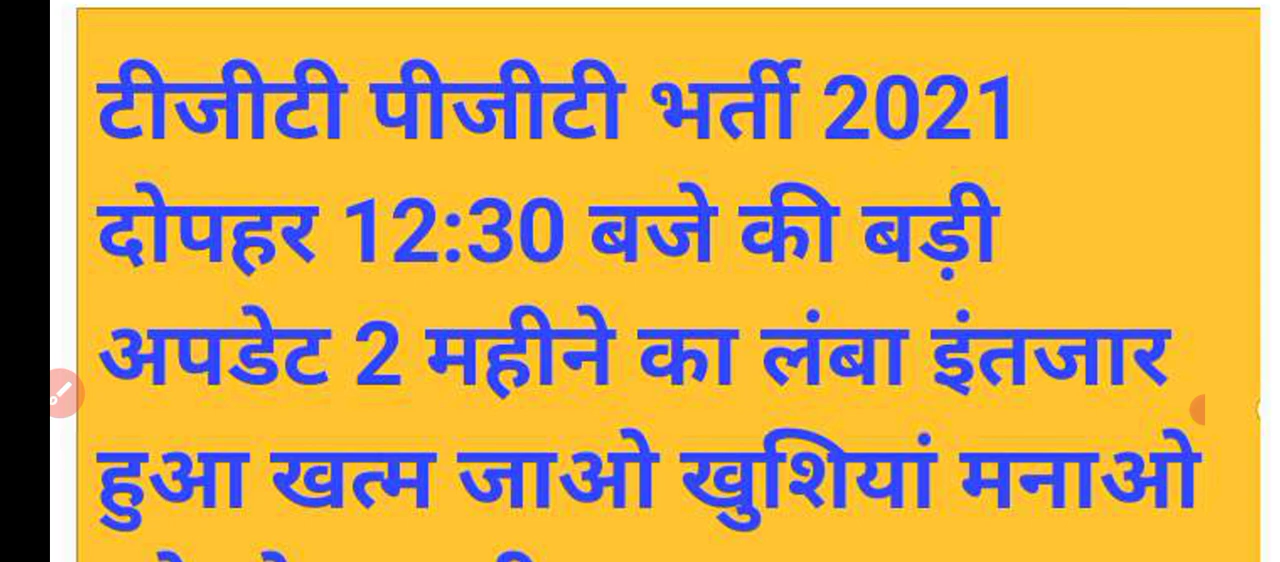 टीजीटी पीजीटी भर्ती 2021
दोपहर 12:30 बजे की बड़ी
अपडेट 2 महीने का लंबा इंतजार
हुआ खत्म जाओ खुशियां मनाओ